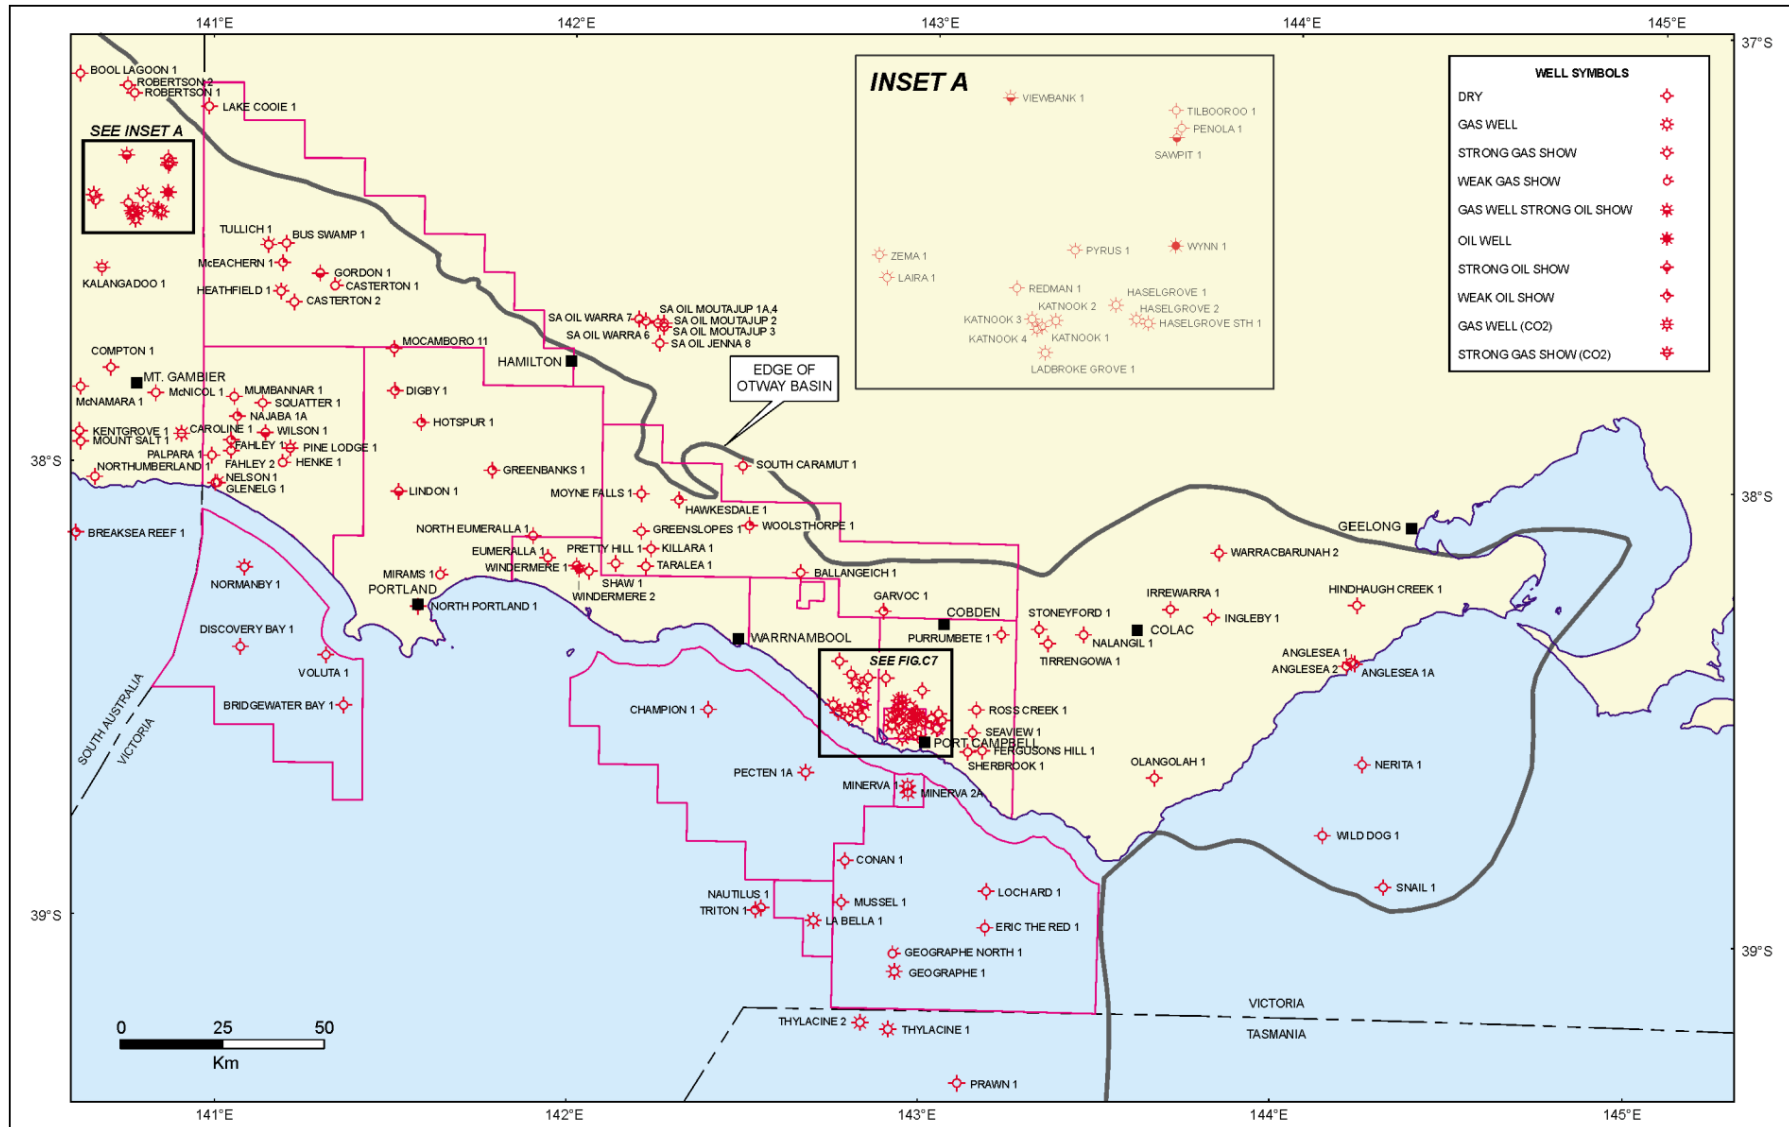 141°E
142°E
143°E
144°E
145°E
37°S
BOOL LAGOON 1
ROBERTSON 2
ROBERTSON 1
LAKE COOIE 1
SEE INSET A
INSET A
VIEWBANK 1
TILBOOROO 1
PENOLA 1
SAWPIT 1
ZEMA 1
LAIRA 1
PYRUS 1
WYNN 1
REDMAN 1
HASELGROVE 1
KATNOOK 2
HASELGROVE 2
KATNOOK 3
HASELGROVE STH 1
KATNOOK 4
KATNOOK 1
LADBROKE GROVE 1
WELL SYMBOLS
DRY
GAS WELL
STRONG GAS SHOW
WEAK GAS SHOW
GAS WELL STRONG OIL SHOW
OIL WELL
STRONG OIL SHOW
WEAK OIL SHOW
GAS WELL (CO2)
STRONG GAS SHOW (CO2)
TULLICH 1
BUS SWAMP 1
McEACHERN 1
GORDON 1
KALANGADOO 1
HEATHFIELD 1
CASTERTON 1
CASTERTON 2
SA OIL WARRA 7
SA OIL MOUTAJUP 1A,4
SA OIL MOUTAJUP 2
SA OIL WARRA 6
SA OIL MOUTAJUP 3
SA OIL JENNA 8
COMPTON 1
MOCAMBORO 11
HAMILTON
EDGE OF
OTWAY BASIN
MT. GAMBIER
McNAMARA 1
McNICOL 1
MUMBANNAR 1
SQUATTER 1
DIGBY 1
NAJABA 1A
KENTGROVE 1
CAROLINE 1
WILSON 1
HOTSPUR 1
MOUNT SALT 1
FAHLEY 1
PINE LODGE 1
PALPARA 1
FAHLEY 2
HENKE 1
38°S
NORTHUMBERLAND 1
NELSON 1
GLENELG 1
GREENBANKS 1
SOUTH CARAMUT 1
LINDON 1
MOYNE FALLS 1
HAWKESDALE 1
38°S
BREAKSEA REEF 1
NORTH EUMERALLA 1
GREENSLOPES 1
WOOLSTHORPE 1
GEELONG
EUMERALLA 1
PRETTY HILL 1
KILLARA 1
WARRACBARUNAH 2
WINDERMERE 1
TARALEA 1
NORMANBY 1
MIRAMS 1
SHAW 1
BALLANGEICH 1
WINDERMERE 2
PORTLAND
NORTH PORTLAND 1
GARVOC 1
IRREWARRA 1
HINDHAUGH CREEK 1
DISCOVERY BAY 1
WARRNAMBOOL
COBDEN
STONEYFORD 1
INGLEBY 1
PURRUMBETE 1
NALANGIL 1
COLAC
TIRRENGOWA 1
ANGLESEA 1
ANGLESEA 2
ANGLESEA 1A
VOLUTA 1
SEE FIG.C7
BRIDGEWATER BAY 1
CHAMPION 1
ROSS CREEK 1
SOUTH AUSTRALIA
VICTORIA
SEAVIEW 1
PORT CAMPBELL
FERGUSONS HILL 1
SHERBROOK 1
PECTEN 1A
OLANGOLAH 1
NERITA 1
MINERVA 1
MINERVA 2A
WILD DOG 1
CONAN 1
SNAIL 1
NAUTILUS 1
MUSSEL 1
LOCHARD 1
TRITON 1
39°S
LA BELLA 1
ERIC THE RED 1
GEOGRAPHE NORTH 1
39°S
GEOGRAPHE 1
VICTORIA
TASMANIA
THYLACINE 2
THYLACINE 1
0 25 50
Km
PRAWN 1
141°E
142°E
143°E
144°E
145°E